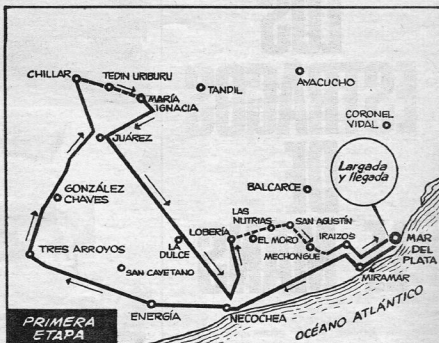 CHILLAR
TEDIN URIBURU
MARÍA
IGNACIA
TANDIL
AYACUCHO
CORONEL
VIDAL
JUÁREZ
Largada
y llegada
GONZÁLEZ
CHAVES
BALCARCE
LAS
NUTRIAS
SAN AGUSTÍN
LOBERÍA
IRAIZOS
LA
DULCE
EL MORO
MECHONGUE
MAR
DEL
PLATA
TRES ARROYOS
SAN CAYETANO
MIRAMAR
ENERGÍA
NECOCHEA
OCÉANO ATLÁNTICO
PRIMERA
ETAPA